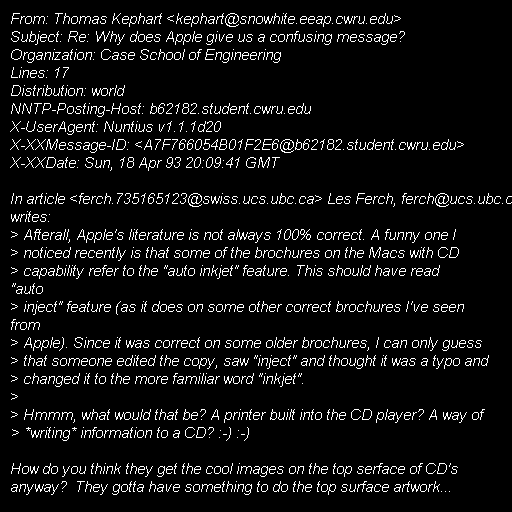 From: Thomas Kephart <kephart@snowhite.eeap.cwru.edu>
Subject: Re: Why does Apple give us a confusing message?
Organization: Case School of Engineering
Lines: 17
Distribution: world
NNTP-Posting-Host: b62182.student.cwru.edu
X-UserAgent: Nuntius v1.1.1d20
X-XXMessage-ID: <A7F766054B01F2E6@b62182.student.cwru.edu>
X-XXDate: Sun, 18 Apr 93 20:09:41 GMT

In article <ferch.735165123@swiss.ucs.ubc.ca> Les Ferch, ferch@ucs.ubc.c
writes:
> Afterall, Apple's literature is not always 100% correct. A funny one I
> noticed recently is that some of the brochures on the Macs with CD
> capability refer to the "auto inkjet" feature. This should have read
"auto
> inject" feature (as it does on some other correct brochures I've seen
from
> Apple). Since it was correct on some older brochures, I can only guess
> that someone edited the copy, saw "inject" and thought it was a typo and
> changed it to the more familiar word "inkjet".
>
> Hmmm, what would that be? A printer built into the CD player? A way of
> *writing* information to a CD? :-) :-)

How do you think they get the cool images on the top serface of CD's
anyway?  They gotta have something to do the top surface artwork...